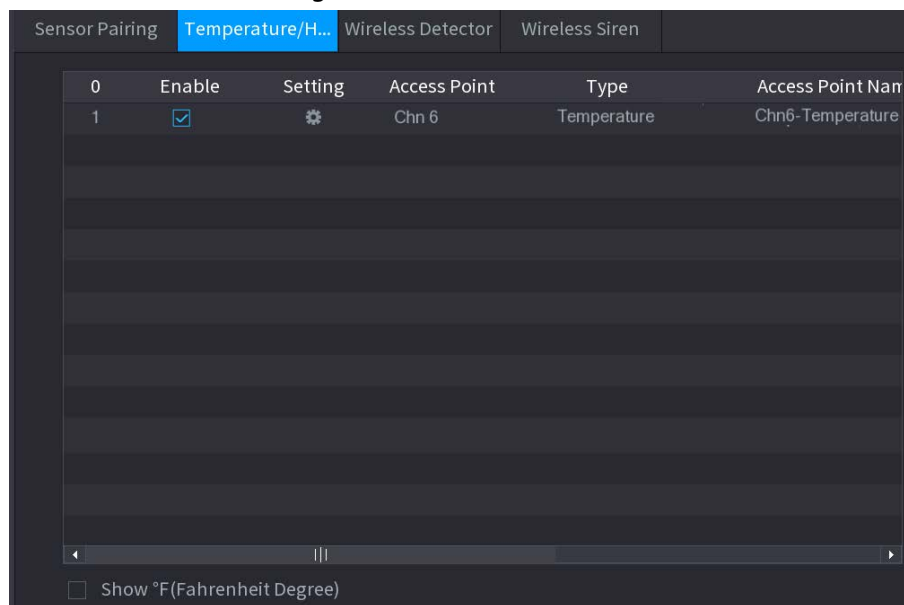 Sensor Pairing Temperature/H... Wireless Detector Wireless Siren
0 Enable Setting Access Point Type Access Point Nam
1 Chn 6 Temperature Chn6-Temperature
Show °F(Fahrenheit Degree)